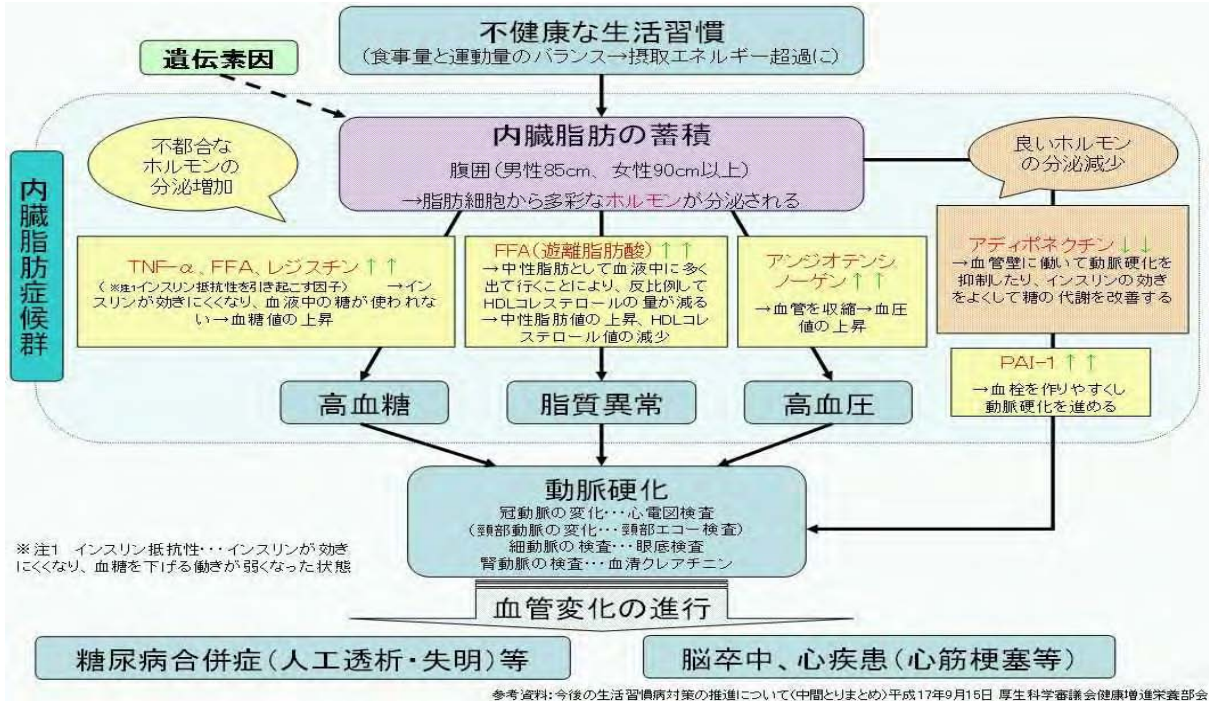 不健康な生活習慣
(食事量と運動量のバランス→摂取エネルギー超過に)
遺伝素因
内臓脂肪症候群
不都合な
ホルモンの
分泌増加
内臓脂肪の蓄積
腹囲(男性85cm、女性90cm以上)
→脂肪細胞から多彩なホルモンが分泌される
良いホルモン
の分泌減少
TNF-α、FFA、レジスチン↑↑
(※注1インスリン抵抗性を引き起こす因子) →イン
スリンが効きにくくなり、血液中の糖が使われな
い→血糖値の上昇
FFA(遊離脂肪酸)↑↑
→中性脂肪として血液中に多く
出て行くことにより、反比例して
HDLコレステロールの量が減る
→中性脂肪値の上昇、HDLコレ
ステロール値の減少
アンジオテンシ
ノーゲン↑↑
→血管を収縮→血圧
値の上昇
アディポネクチン↓↓
→血管壁に働いて動脈硬化を
抑制したり、インスリンの効き
をよくして糖の代謝を改善する
PAI-1↑↑
→血栓を作りやすくし
動脈硬化を進める
高血糖
脂質異常
高血圧
動脈硬化
冠動脈の変化･･･心電図検査
(頸部動脈の変化･･･頸部エコー検査)
細動脈の検査･･･眼底検査
腎動脈の検査･･･血清クレアチニン
※注1 インスリン抵抗性･･･インスリンが効き
にくくなり、血糖を下げる働きが弱くなった状態
血管変化の進行
糖尿病合併症(人工透析・失明)等
脳卒中、心疾患(心筋梗塞等)
参考資料:今後の生活習慣病対策の推進について(中間とりまとめ)平成17年9月15日 厚生科学審議会健康増進栄養部会